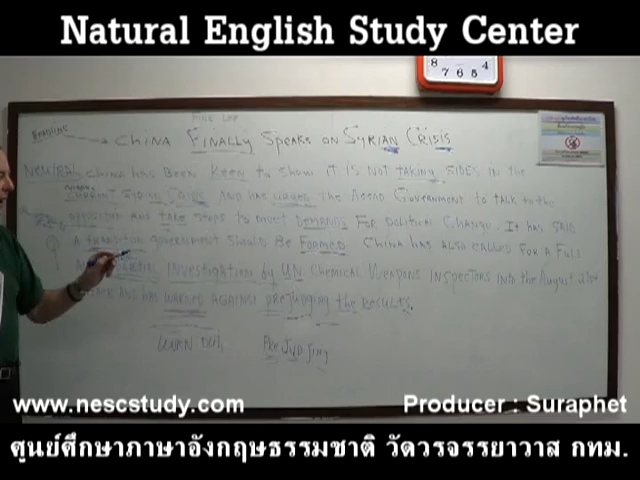 Natural English Study Center
8 7 6 5 4
Headline
CHINA FINALLY SPEAKS ON SYRIAN CRISIS
NEUTRAL CHINA HAS BEEN KEEN to show it is NOT TAKING SIDES in the
CURRENT SYRIAN CRISIS AND HAS URGED The Assad Government to talk to the
opposition AND take steps to meet DEMANDS FOR political Change. It has said
A transition government should be FORMED. CHINA HAS Also called for a full
impartial investigation by UN chemical weapons inspectors into the August 21st
AND HAS WARNED AGAINST prejudging the results.
PRE JUD JING
www.nescstudy.com
Producer : Suraphet
ศูนย์ศึกษาภาษาอังกฤษธรรมชาติ วัดวรจรรยาวาส กทม.